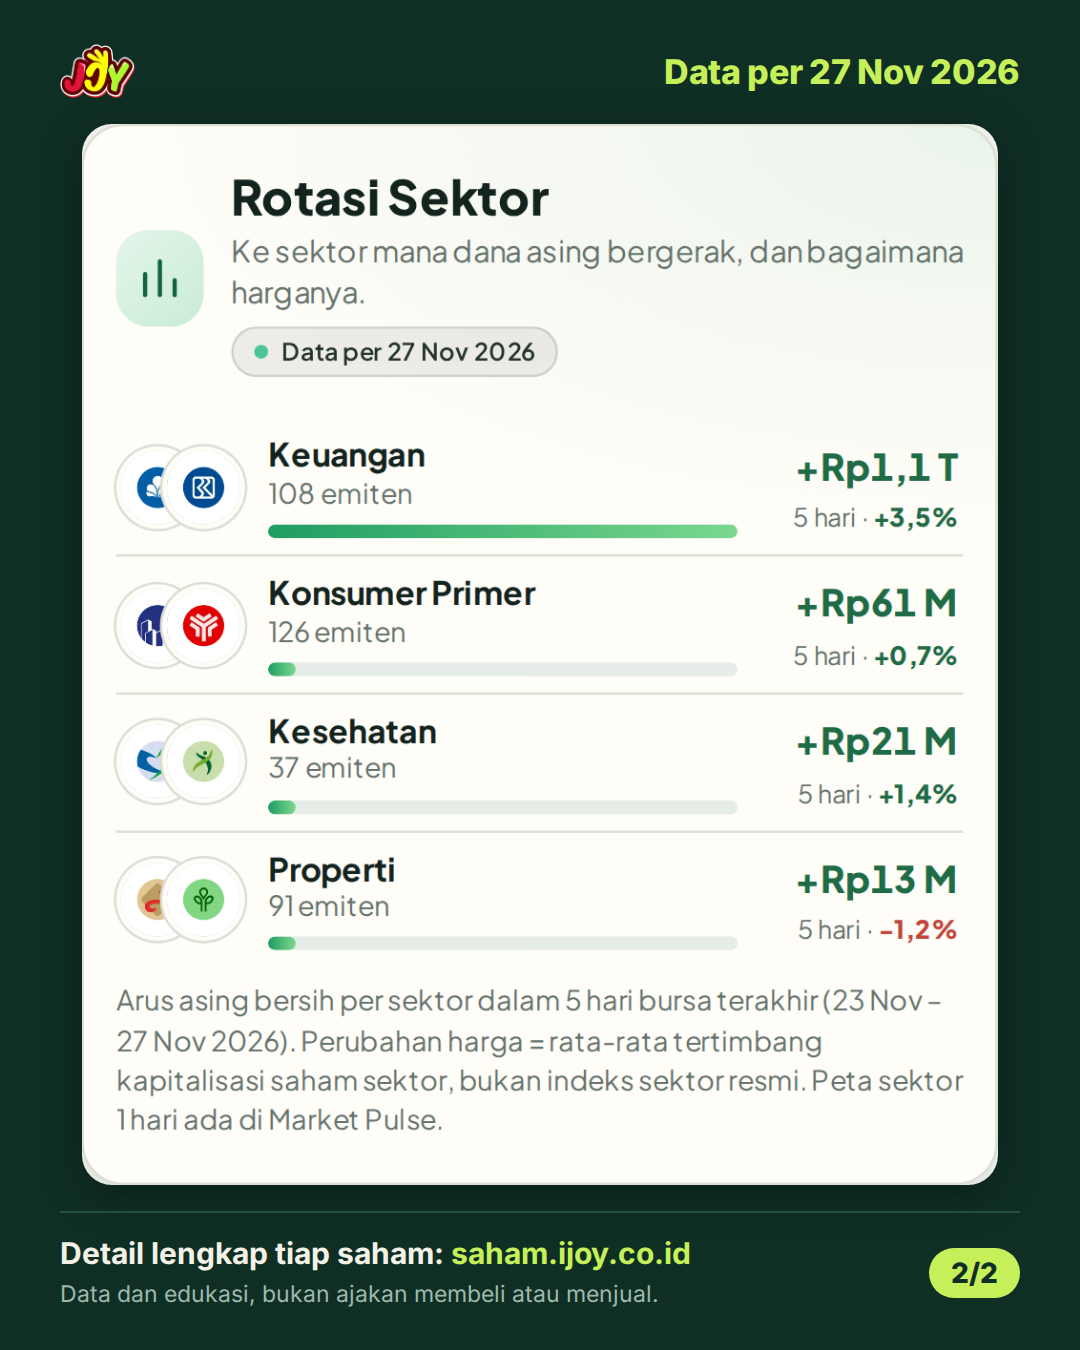 JOY
Data per 27 Nov 2026
Rotasi Sektor
Ke sektor mana dana asing bergerak, dan bagaimana
harganya.
Data per 27 Nov 2026
Keuangan
108 emiten
+Rp1,1 T
5 hari · +3,5%
Konsumer Primer
126 emiten
+Rp61 M
5 hari · +0,7%
Kesehatan
37 emiten
+Rp21 M
5 hari · +1,4%
Properti
91 emiten
+Rp13 M
5 hari · −1,2%
Arus asing bersih per sektor dalam 5 hari bursa terakhir (23 Nov –
27 Nov 2026). Perubahan harga = rata-rata tertimbang
kapitalisasi saham sektor, bukan indeks sektor resmi. Peta sektor
1 hari ada di Market Pulse.
Detail lengkap tiap saham: saham.ijoy.co.id
Data dan edukasi, bukan ajakan membeli atau menjual.
2/2